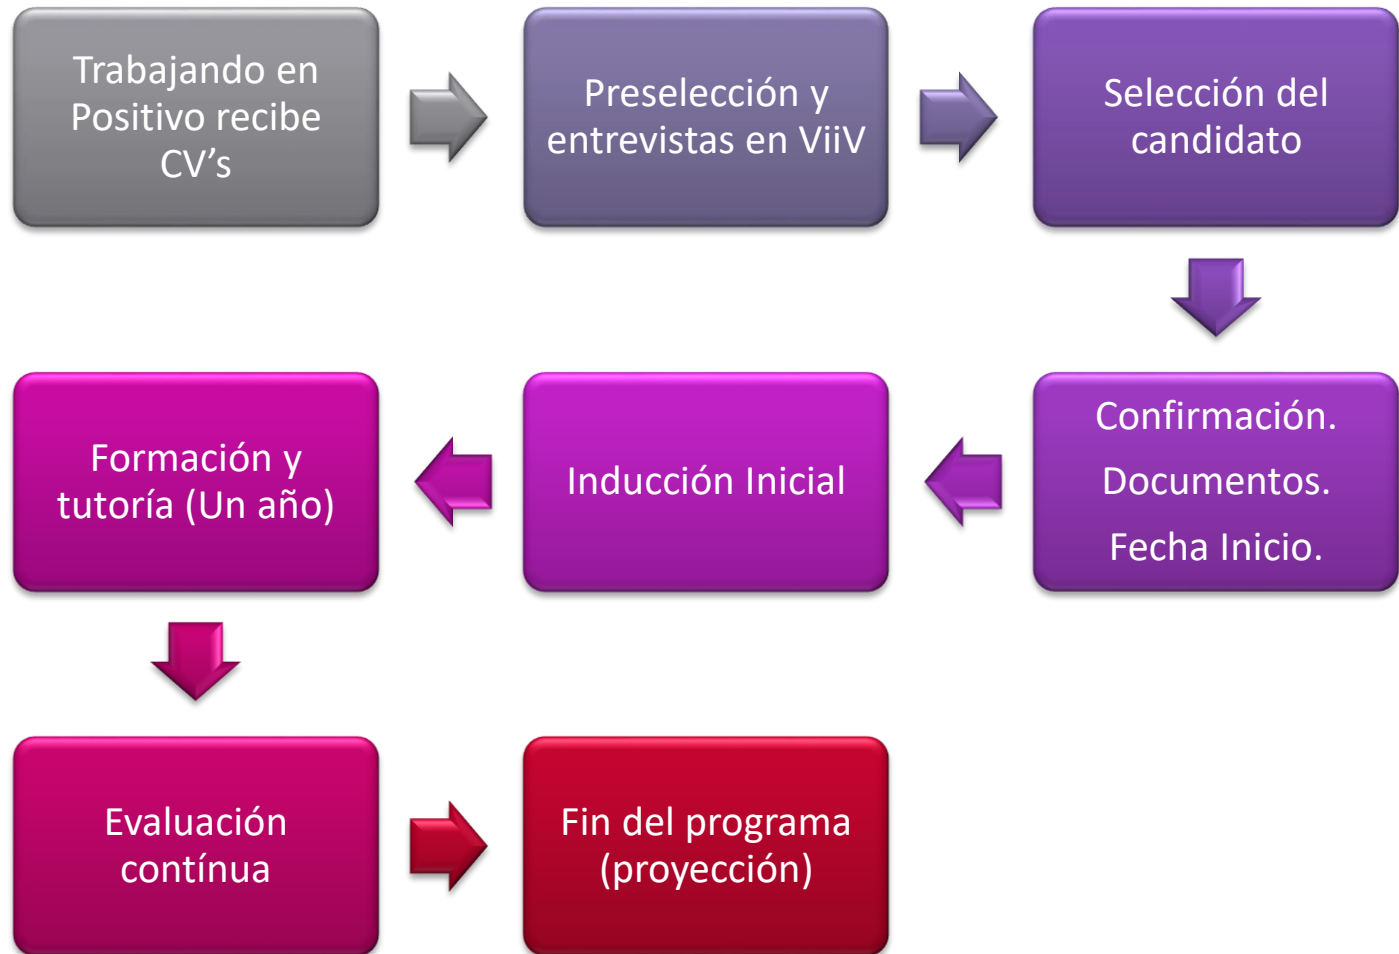 Trabajando en
Positivo recibe
CV’s
Preselección y
entrevistas en ViiV
Selección del
candidato
Confirmación.
Documentos.
Fecha Inicio.
Inducción Inicial
Formación y
tutoría (Un año)
Evaluación
contínua
Fin del programa
(proyección)